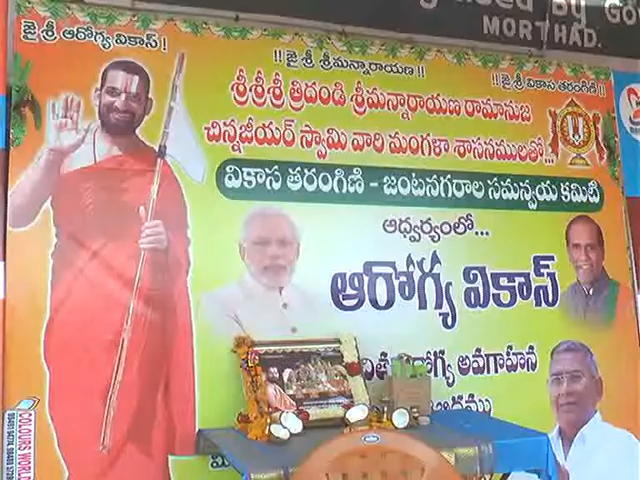 MORTHAD.
జై శ్రీ ఆరోగ్య వికాస్ !
!! జై శ్రీ శ్రీమన్నారాయణ !!
!! జై శ్రీ వికాస తరంగిణి !!
శ్రీశ్రీశ్రీ త్రిదండి శ్రీమన్నారాయణ రామానుజ
చిన్నజీయర్ స్వామి వారి మంగళా శాసనములతో...
వికాస తరంగిణి - జంటనగరాల సమన్వయ కమిటీ
ఆధ్వర్యంలో...
ఆరోగ్య వికాస్
అవగాహన
COLOURS WORLD